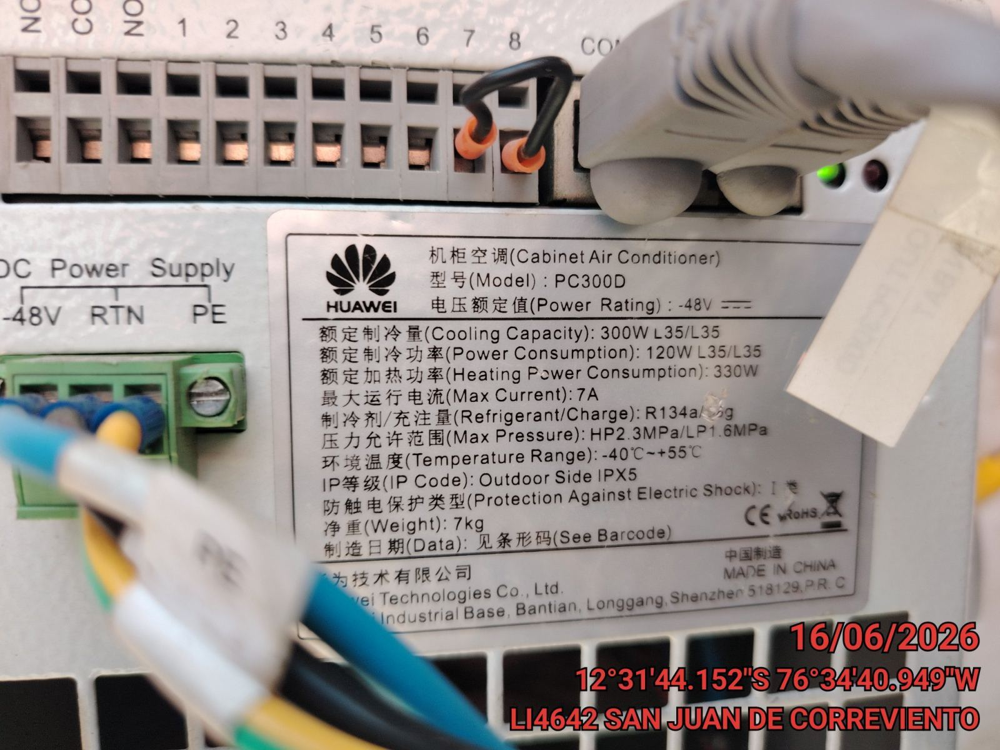 NC CO NO 1 2 3 4 5 6 7 8
DC Power Supply
-48V RTN PE
HUAWEI
机柜空调(Cabinet Air Conditioner)
型号(Model) : PC300D
电压额定值(Power Rating) : -48V
额定制冷量(Cooling Capacity): 300W L35/L35
额定制冷功率(Power Consumption): 120W L35/L35
额定加热功率(Heating Power Consumption): 330W
最大运行电流(Max Current): 7A
制冷剂/充注量(Refrigerant/Charge): R134a/
压力允许范围(Max Pressure): HP2.3MPa/LP1.6MPa
环境温度(Temperature Range): -40℃~+55℃
IP等级(IP Code): Outdoor Side IPX5
防触电保护类型(Protection Against Electric Shock): I 类
净重(Weight): 7kg
制造日期(Data): 见条形码(See Barcode)
CE RoHS
为技术有限公司
中国制造
MADE IN CHINA
Technologies Co., Ltd.
Industrial Base, Bantian, Longgang, Shenzhen 518129, P.R. C
PE
16/06/2026
12°31'44.152"S 76°34'40.949"W
LI4642 SAN JUAN DE CORREVIENTO